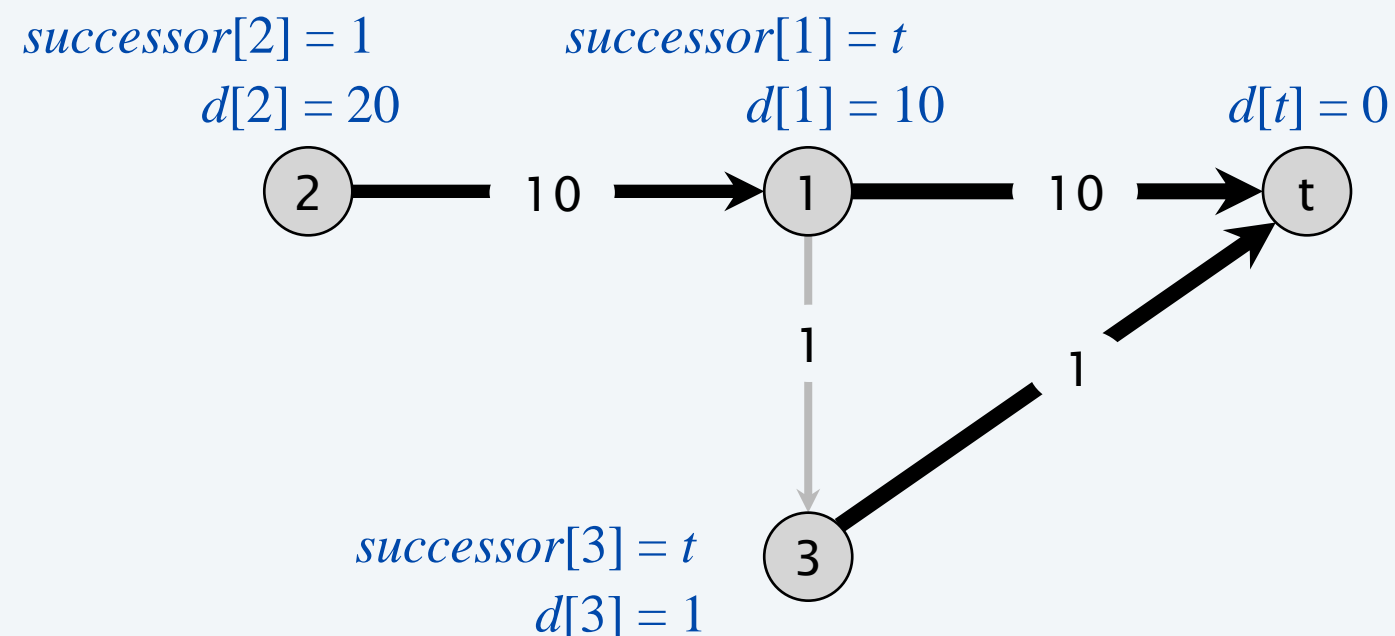 successor[2] = 1
d[2] = 20
successor[1] = t
d[1] = 10
d[t] = 0
2
10
1
10
t
1
1
successor[3] = t
d[3] = 1
3